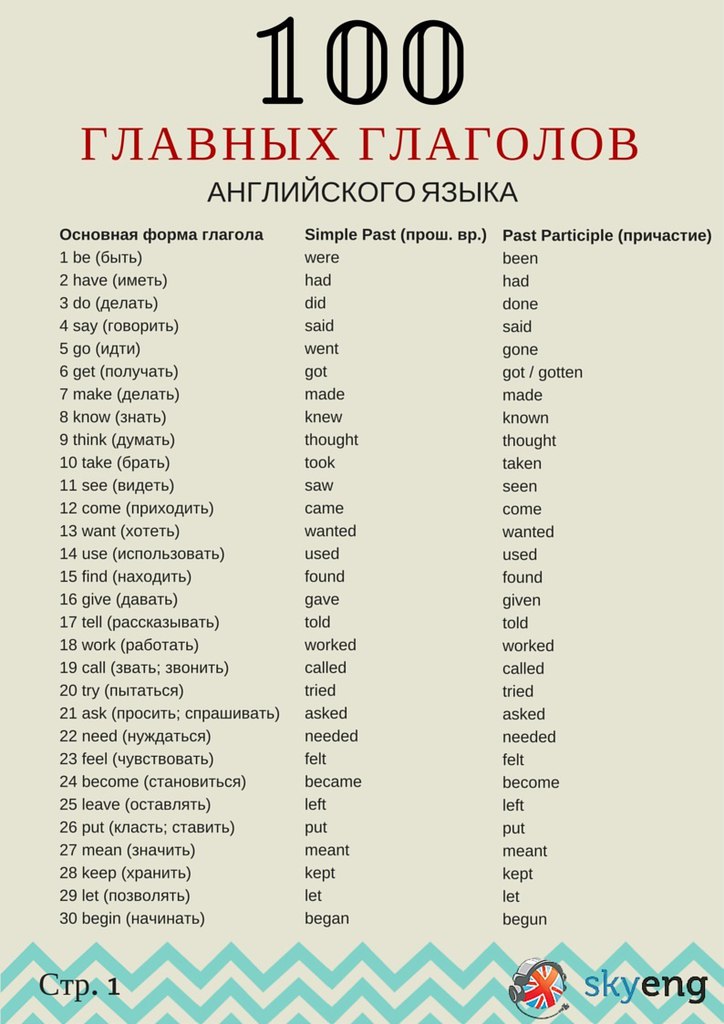 100
ГЛАВНЫХ ГЛАГОЛОВ
АНГЛИЙСКОГО ЯЗЫКА
Основная форма глагола Simple Past (прош. вр.) Past Participle (причастие)
1 be (быть) were been
2 have (иметь) had had
3 do (делать) did done
4 say (говорить) said said
5 go (идти) went gone
6 get (получать) got got / gotten
7 make (делать) made made
8 know (знать) knew known
9 think (думать) thought thought
10 take (брать) took taken
11 see (видеть) saw seen
12 come (приходить) came come
13 want (хотеть) wanted wanted
14 use (использовать) used used
15 find (находить) found found
16 give (давать) gave given
17 tell (рассказывать) told told
18 work (работать) worked worked
19 call (звать; звонить) called called
20 try (пытаться) tried tried
21 ask (просить; спрашивать) asked asked
22 need (нуждаться) needed needed
23 feel (чувствовать) felt felt
24 become (становиться) became become
25 leave (оставлять) left left
26 put (класть; ставить) put put
27 mean (значить) meant meant
28 keep (хранить) kept kept
29 let (позволять) let let
30 begin (начинать) began begun
Стр. 1 skyeng